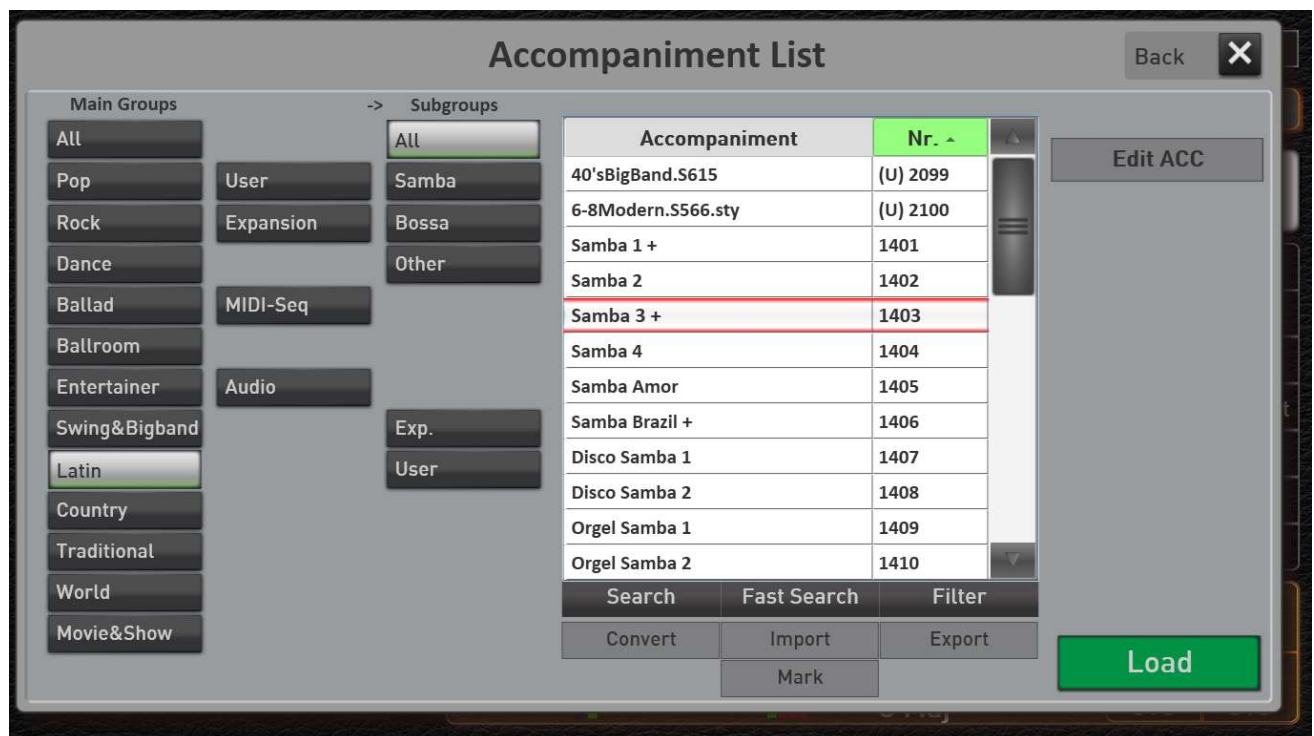 Accompaniment List
Back
Main Groups -> Subgroups
All All
Pop User Samba
Rock Expansion Bossa
Dance Other
Ballad MIDI-Seq
Ballroom
Entertainer Audio
Swing&Bigband Exp.
Latin User
Country
Traditional
World
Movie&Show
Accompaniment Nr.
40'sBigBand.S615 (U) 2099
6-8Modern.S566.sty (U) 2100
Samba 1 + 1401
Samba 2 1402
Samba 3 + 1403
Samba 4 1404
Samba Amor 1405
Samba Brazil + 1406
Disco Samba 1 1407
Disco Samba 2 1408
Orgel Samba 1 1409
Orgel Samba 2 1410
Search Fast Search Filter
Convert Import Export
Mark
Edit ACC
Load